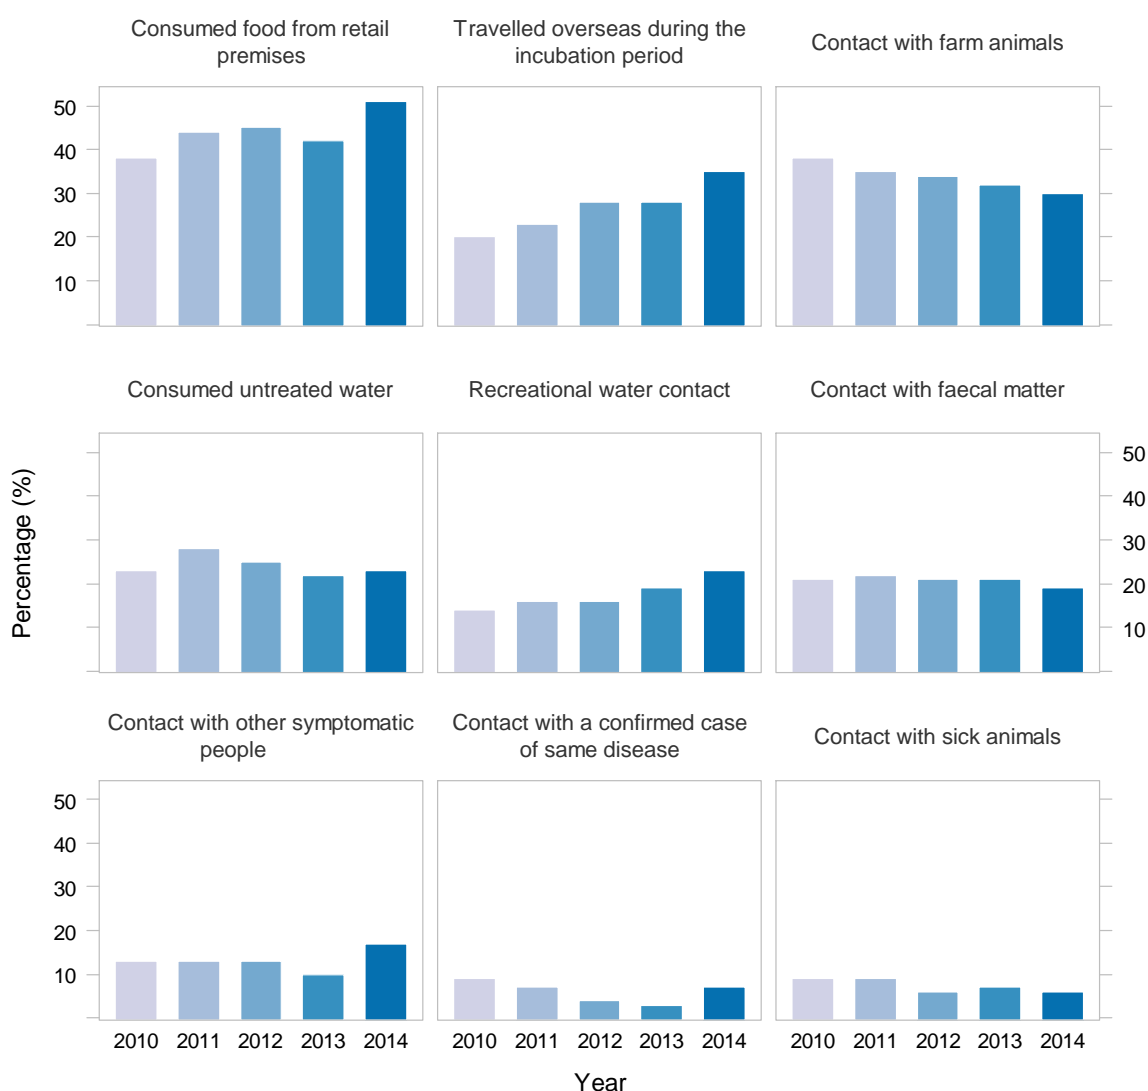 Consumed food from retail
premises
Travelled overseas during the
incubation period
Contact with farm animals
50
40
30
20
10
Consumed untreated water
Recreational water contact
Contact with faecal matter
Percentage (%)
50
40
30
20
10
Contact with other symptomatic
people
Contact with a confirmed case
of same disease
Contact with sick animals
50
40
30
20
10
2010 2011 2012 2013 2014 2010 2011 2012 2013 2014 2010 2011 2012 2013 2014
Year